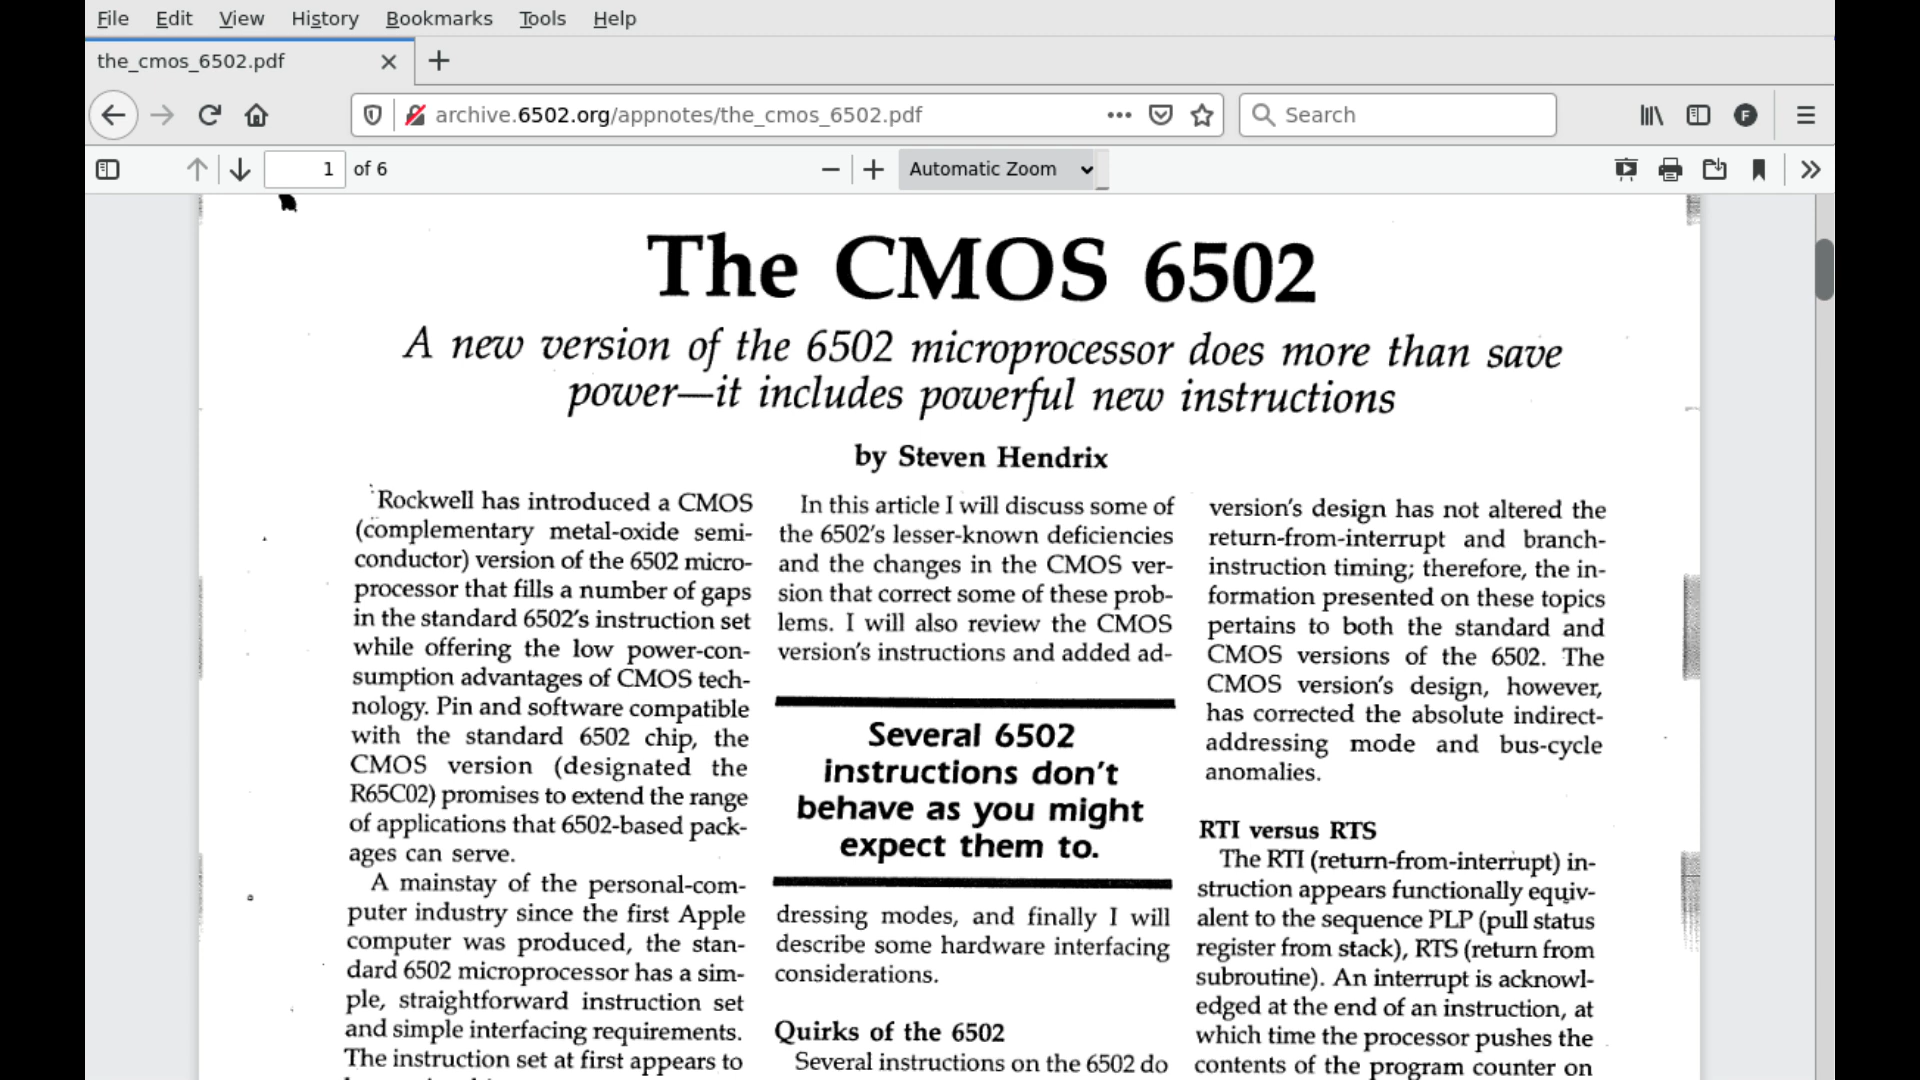 File Edit View History Bookmarks Tools Help
the_cmos_6502.pdf
archive.6502.org/appnotes/the_cmos_6502.pdf
Search
F
1 of 6
Automatic Zoom
The CMOS 6502
A new version of the 6502 microprocessor does more than save
power—it includes powerful new instructions
by Steven Hendrix
Rockwell has introduced a CMOS
(complementary metal-oxide semi-
conductor) version of the 6502 micro-
processor that fills a number of gaps
in the standard 6502's instruction set
while offering the low power-con-
sumption advantages of CMOS tech-
nology. Pin and software compatible
with the standard 6502 chip, the
CMOS version (designated the
R65C02) promises to extend the range
of applications that 6502-based pack-
ages can serve.
A mainstay of the personal-com-
puter industry since the first Apple
computer was produced, the stan-
dard 6502 microprocessor has a sim-
ple, straightforward instruction set
and simple interfacing requirements.
The instruction set at first appears to
In this article I will discuss some of
the 6502's lesser-known deficiencies
and the changes in the CMOS ver-
sion that correct some of these prob-
lems. I will also review the CMOS
version's instructions and added ad-
Several 6502
instructions don't
behave as you might
expect them to.
dressing modes, and finally I will
describe some hardware interfacing
considerations.
Quirks of the 6502
Several instructions on the 6502 do
version's design has not altered the
return-from-interrupt and branch-
instruction timing; therefore, the in-
formation presented on these topics
pertains to both the standard and
CMOS versions of the 6502. The
CMOS version's design, however,
has corrected the absolute indirect-
addressing mode and bus-cycle
anomalies.
RTI versus RTS
The RTI (return-from-interrupt) in-
struction appears functionally equiv-
alent to the sequence PLP (pull status
register from stack), RTS (return from
subroutine). An interrupt is acknowl-
edged at the end of an instruction, at
which time the processor pushes the
contents of the program counter on